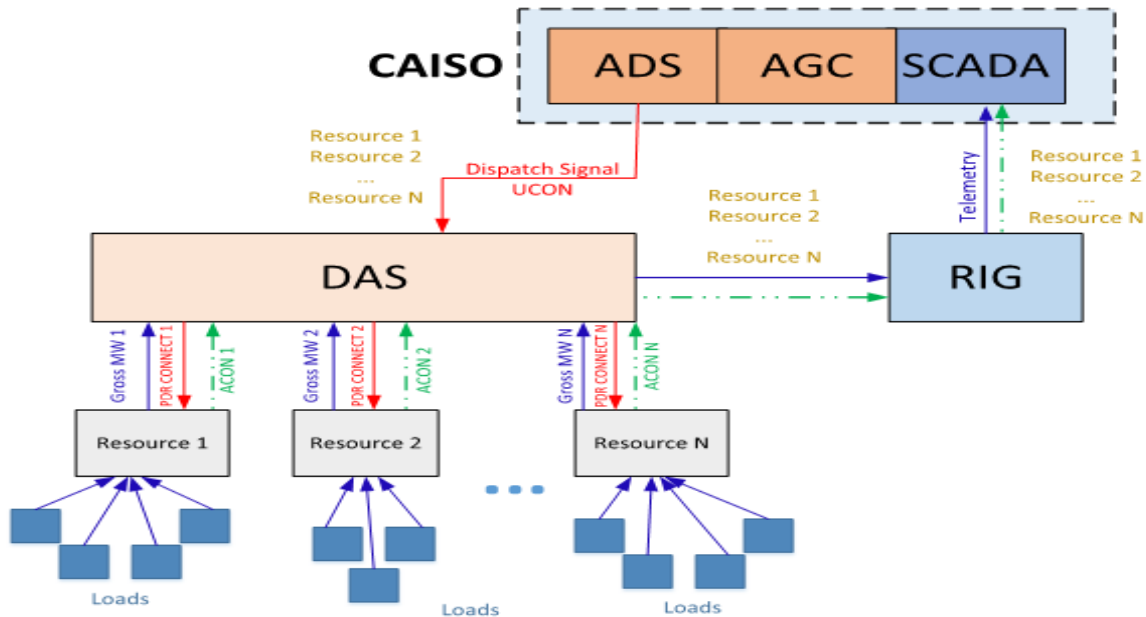 CAISO
ADS
AGC
SCADA
Resource 1
Resource 2
...
Resource N
Dispatch Signal
UCON
Resource 1
Resource 2
...
Resource N
Telemetry
Resource 1
Resource 2
...
Resource N
DAS
RIG
Gross MW 1
PDR CONNECT 1
ACON 1
Gross MW 2
PDR CONNECT 2
ACON 2
Gross MW N
PDR CONNECT N
ACON N
Resource 1
Resource 2
Resource N
Loads
Loads
Loads